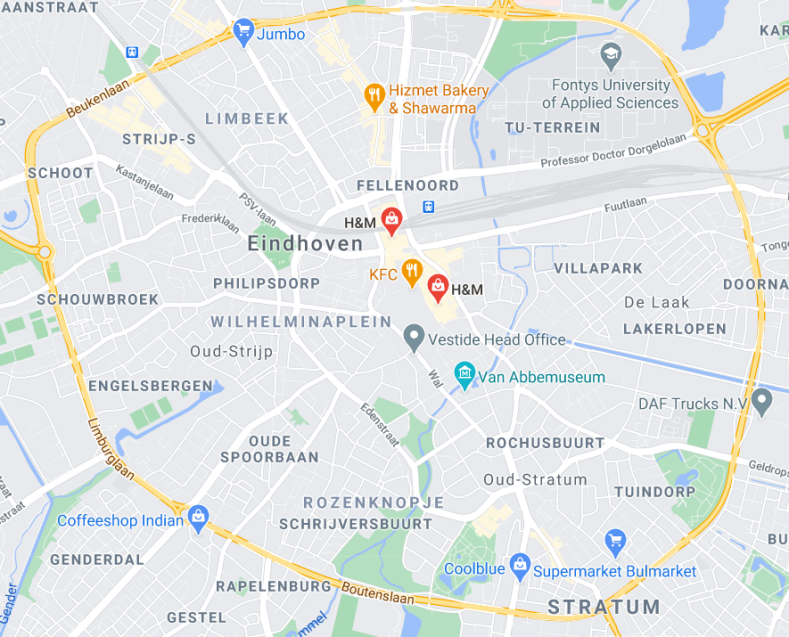 AANSTRAAT
Jumbo
KAR
Beukenlaan
Hizmet Bakery
& Shawarma
Fontys University
of Applied Sciences
LIMBEEK
TU-TERREIN
STRIJP-S
Professor Doctor Dorgelolaan
SCHOOT
Kastanjelaan
PSV-laan
FELLENOORD
Fuutlaan
Frederiklaan
H&M
Eindhoven
Tonge
KFC
VILLAPARK
PHILIPSDORP
H&M
DOORNA
SCHOUWBROEK
De Laak
WILHELMINAPLEIN
LAKERLOPEN
Vestide Head Office
Oud-Strijp
Wal
Van Abbemuseum
ENGELSBERGEN
DAF Trucks N.V
Edenstraat
Limburglaan
OUDE
SPOORBAAN
ROCHUSBUURT
Geldrops
Oud-Stratum
TUINDORP
straat
ROZENKNOPJE
SCHRIJVERSBUURT
Coffeeshop Indian
BU
GENDERDAL
Coolblue
Supermarket Bulmarket
RAPELENBURG
Boutenslaan
Gender
STRATUM
GESTEL
mmel